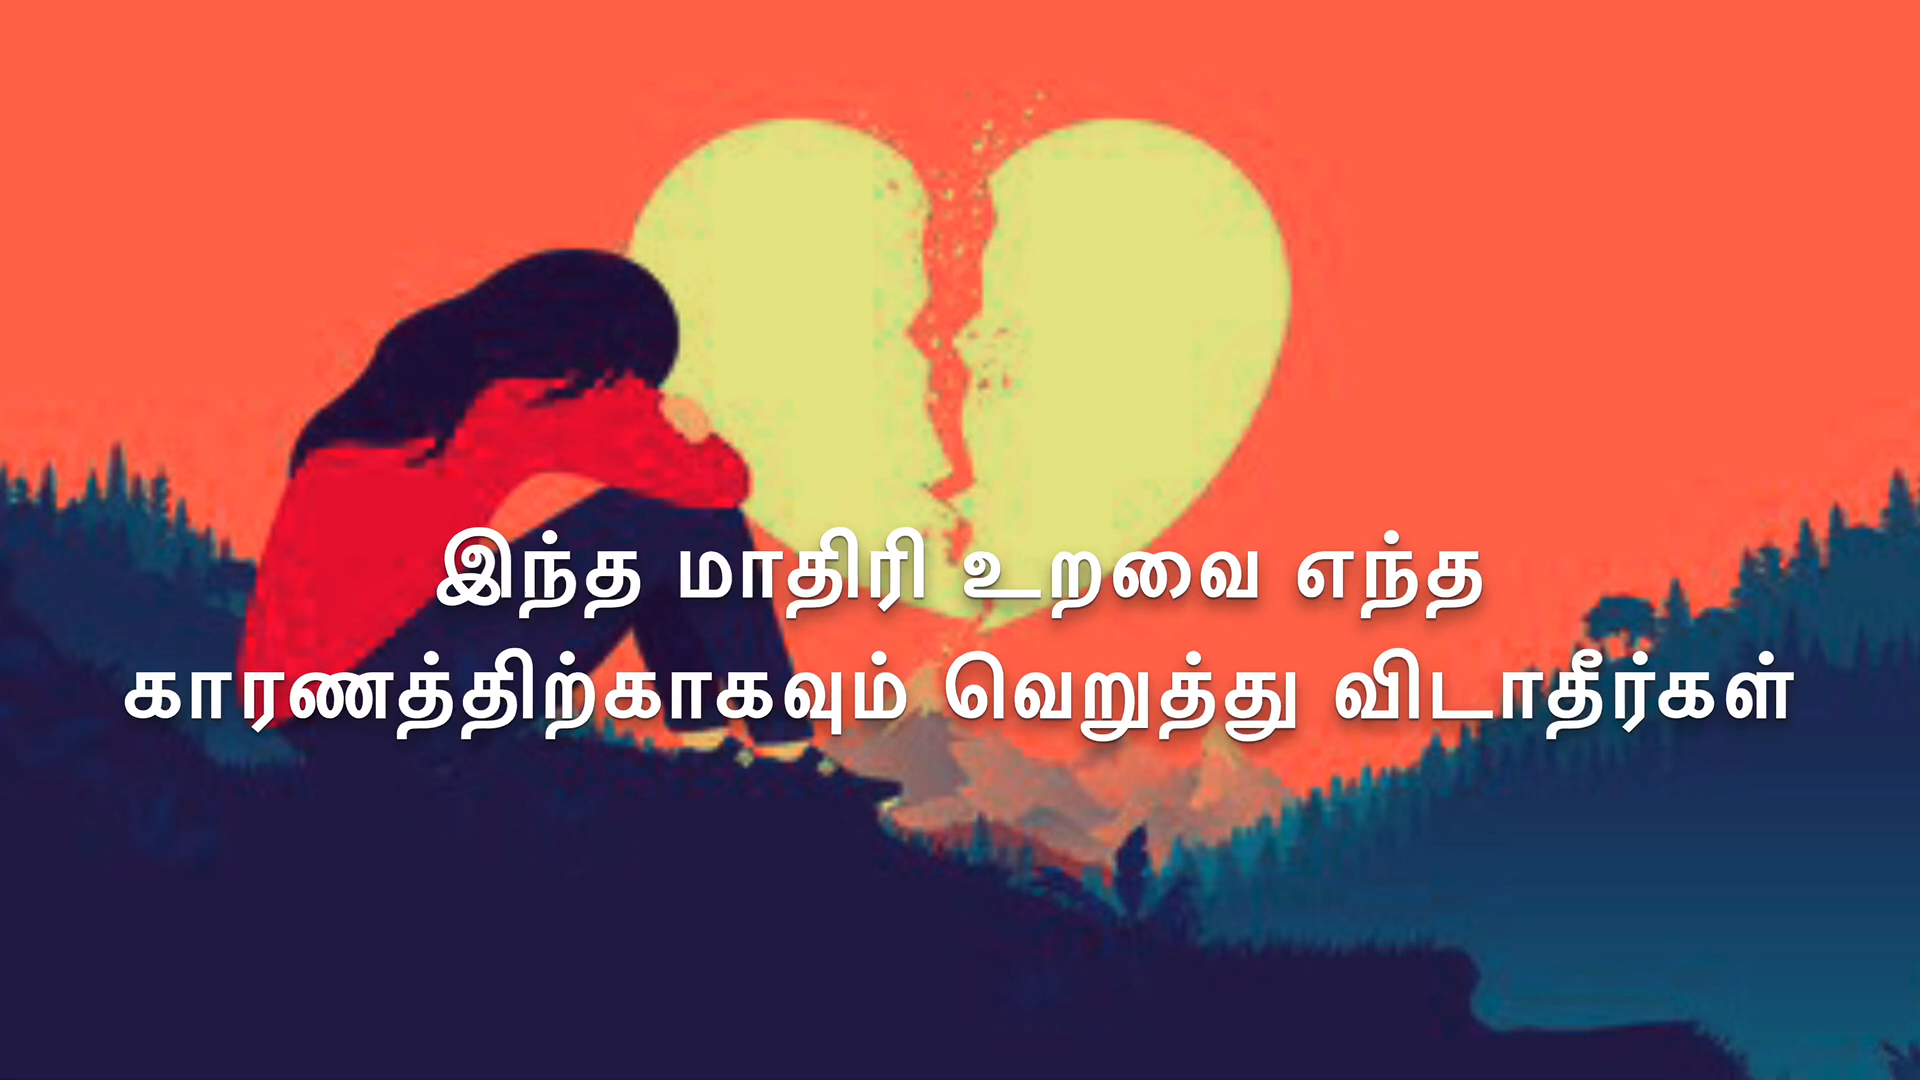 இந்த மாதிரி உறவை எந்த
காரணத்திற்காகவும் வெறுத்து விடாதீர்கள்